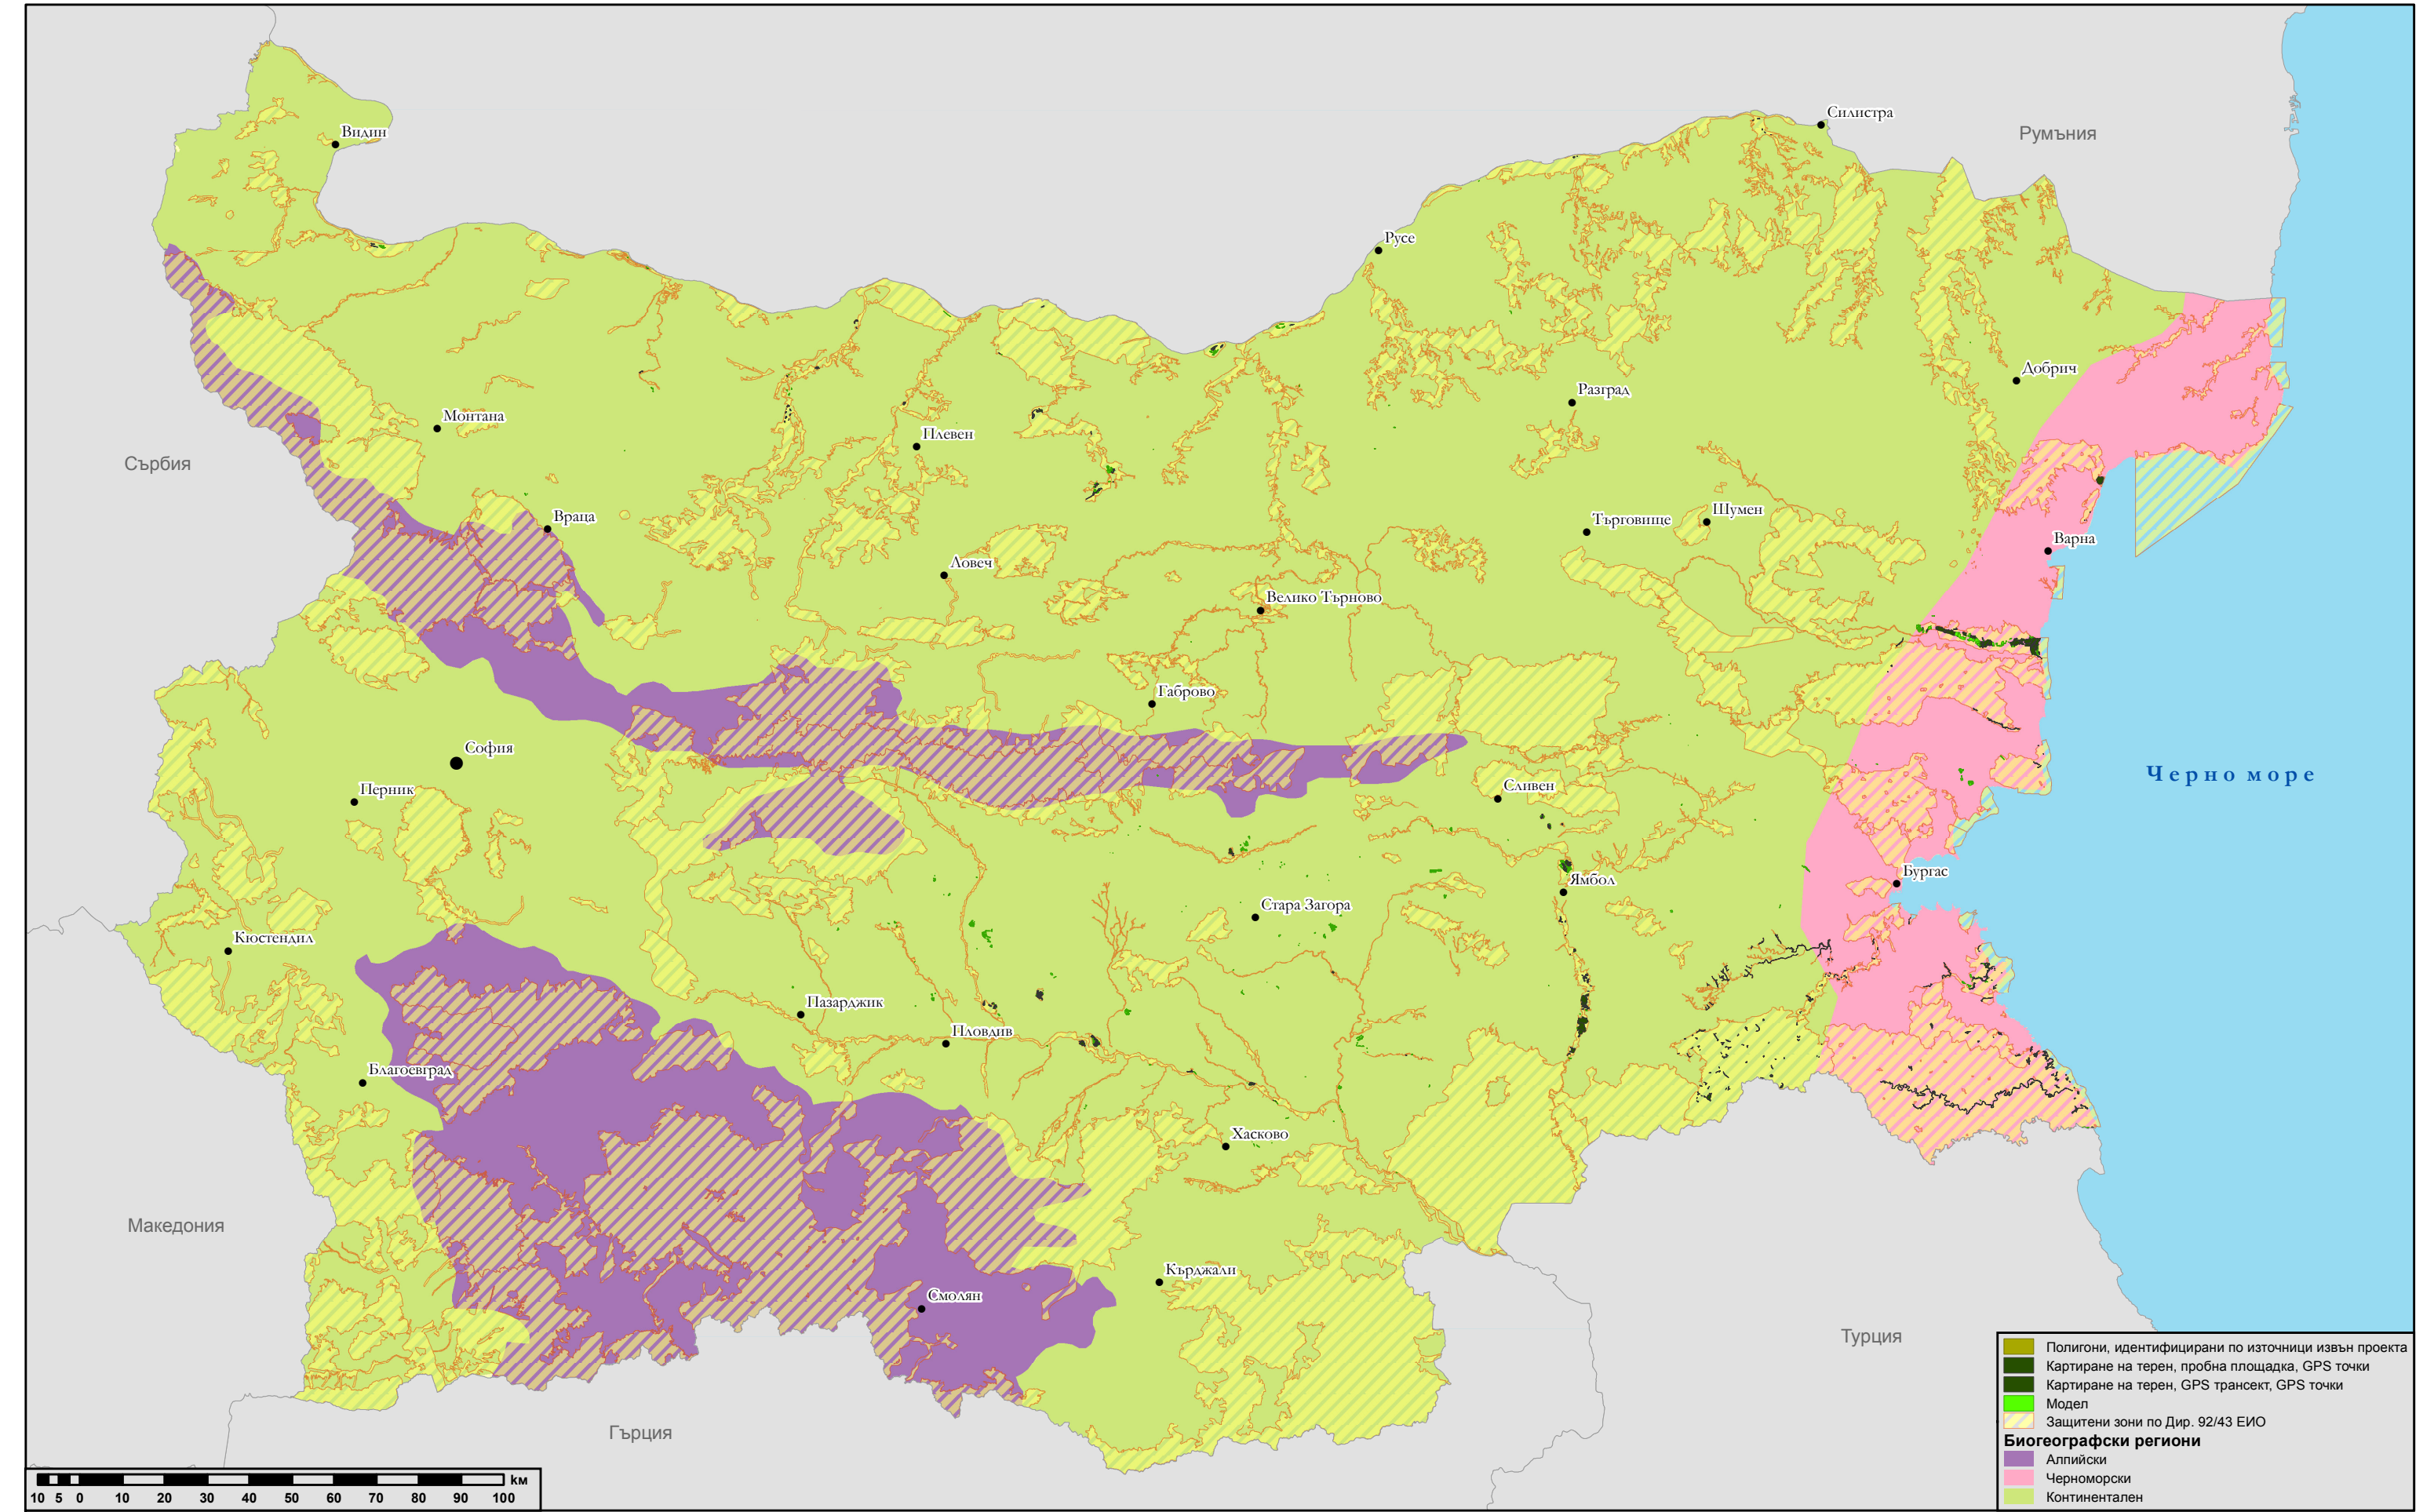 Силистра
Видин
Румъния
Русе
Добрич
Разград
Монтана
Плевен
Сърбия
Враца
Търговище
Шумен
Варна
Ловеч
Велико Търново
Габрово
София
Черно море
Перник
Сливен
Бургас
Ямбол
Стара Загора
Кюстендил
Пазарджик
Пловдив
Благоевград
Хасково
Македония
Кърджали
Смолян
Турция
Гърция
Полигони, идентифицирани по източници извън проекта
Картиране на терен, пробна площадка, GPS точки
Картиране на терен, GPS трансект, GPS точки
Модел
Защитени зони по Дир. 92/43 ЕИО
Биогеографски региони
Алпийски
Черноморски
Континентален
км
10 5 0 10 20 30 40 50 60 70 80 90 100